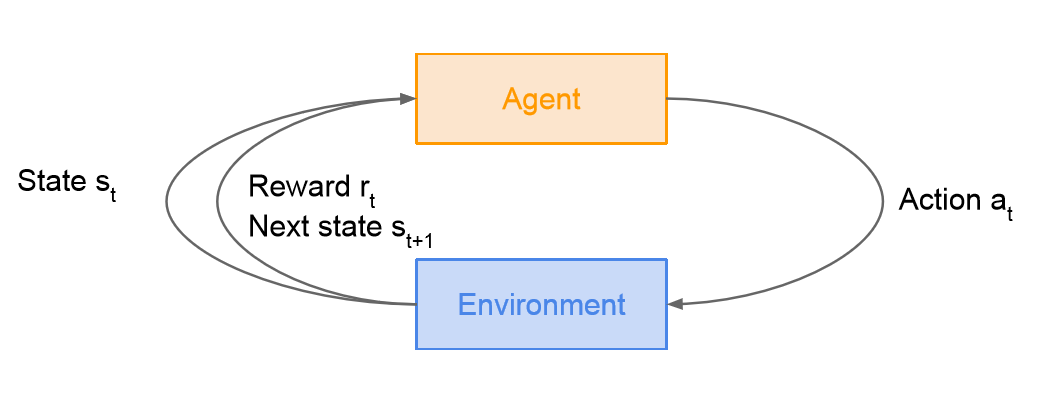 Agent
State sₜ
Reward rₜ
Next state sₜ₊₁
Action aₜ
Environment